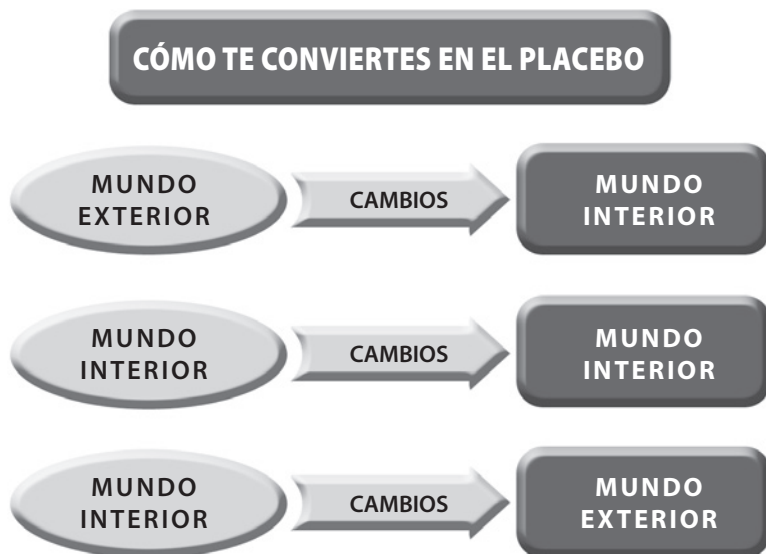 CÓMO TE CONVIERTES EN EL PLACEBO
MUNDO
EXTERIOR
CAMBIOS
MUNDO
INTERIOR
MUNDO
INTERIOR
CAMBIOS
MUNDO
INTERIOR
MUNDO
INTERIOR
CAMBIOS
MUNDO
EXTERIOR